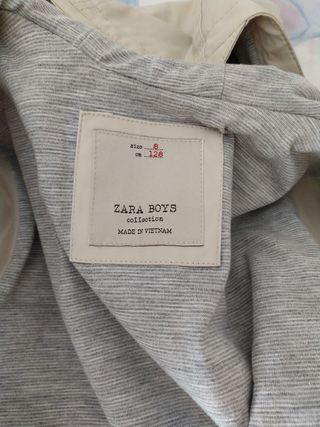 size 8
cm 128
ZARA BOYS
collection
MADE IN VIETNAM